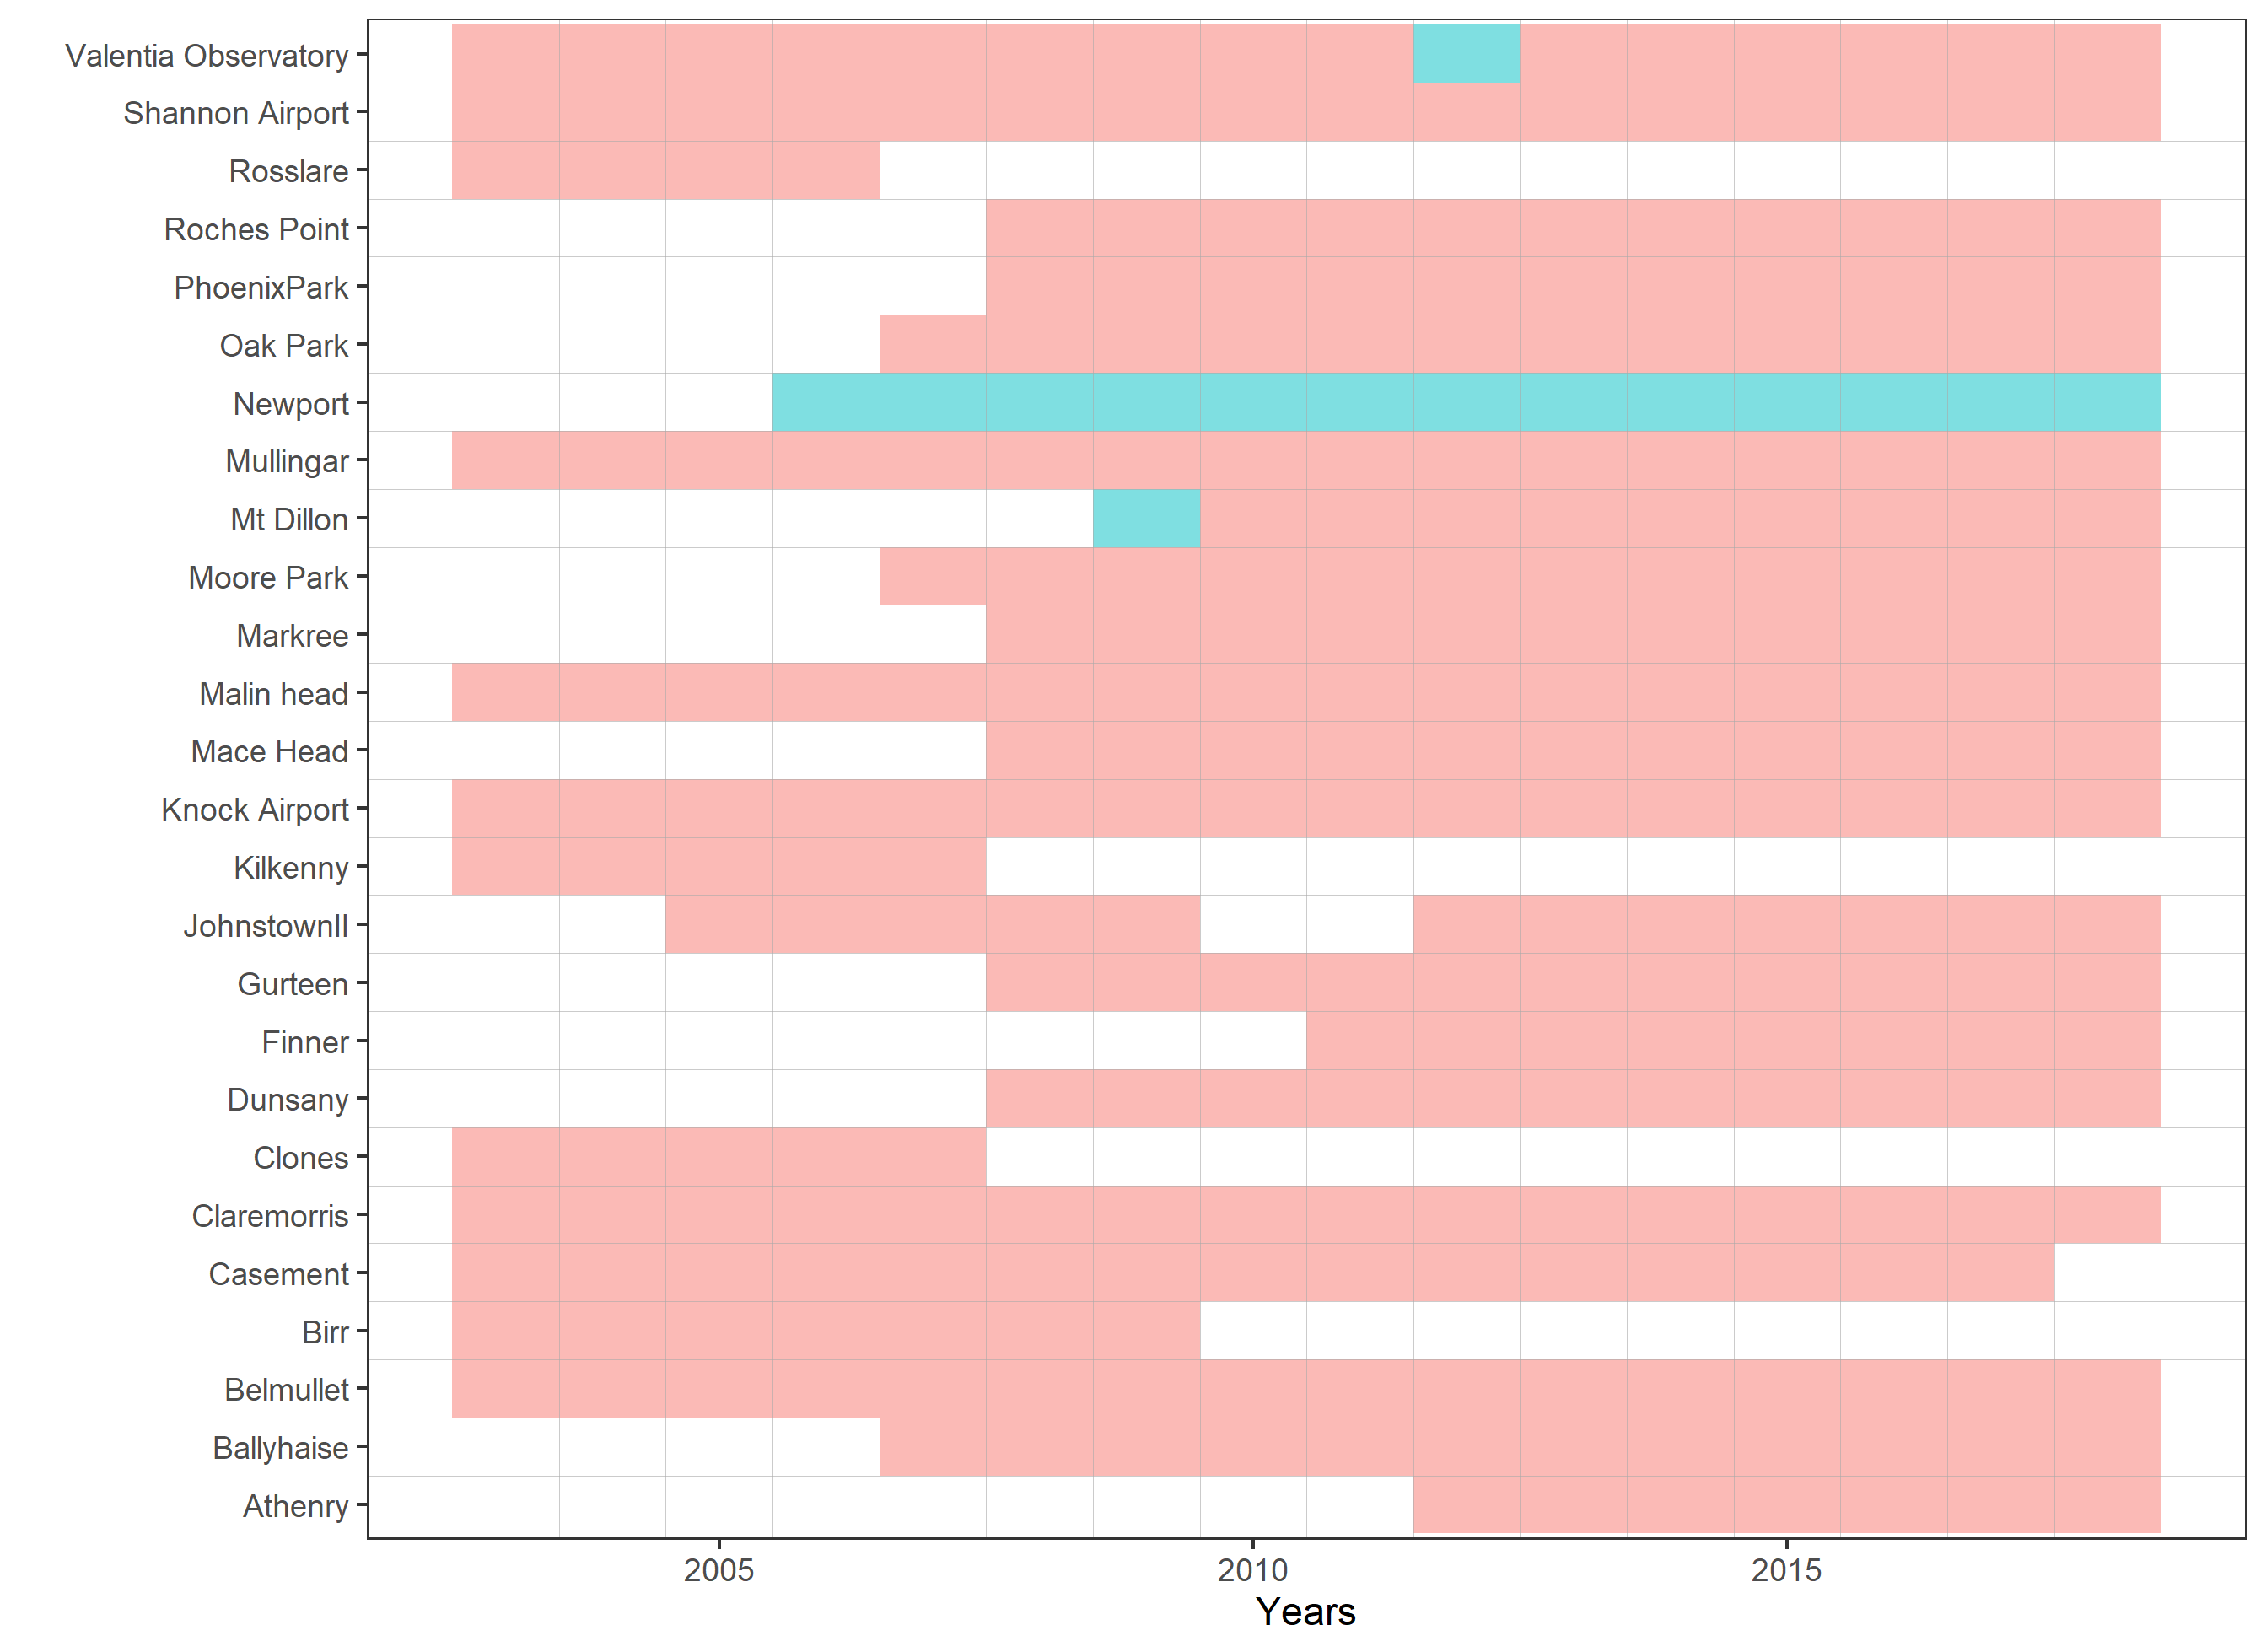 Valentia Observatory
Shannon Airport
Rosslare
Roches Point
PhoenixPark
Oak Park
Newport
Mullingar
Mt Dillon
Moore Park
Markree
Malin head
Mace Head
Knock Airport
Kilkenny
JohnstownII
Gurteen
Finner
Dunsany
Clones
Claremorris
Casement
Birr
Belmullet
Ballyhaise
Athenry
2005 2010 2015
Years